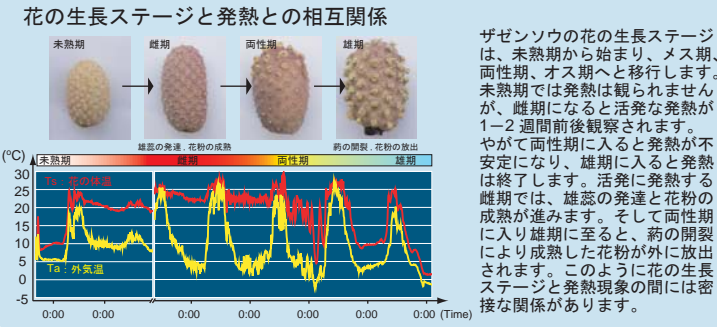 花の生長ステージと発熱との相互関係
未熟期
雌期
両性期
雄期
雄蕊の発達、花粉の成熟
葯の開裂、花粉の放出
(℃)
未熟期
雌期
両性期
雄期
30
25
20
15
10
5
0
-5
Ts：花の体温
Ta：外気温
0:00
0:00
0:00
0:00
0:00
0:00
0:00
0:00 (Time)
ザゼンソウの花の生長ステージ
は、未熟期から始まり、メス期、
両性期、オス期へと移行します。
未熟期では発熱は観られません
が、雌期になると活発な発熱が
1－2 週間前後観察されます。
やがて両性期に入ると発熱が不
安定になり、雄期に入ると発熱
は終了します。活発に発熱する
雌期では、雄蕊の発達と花粉の
成熟が進みます。そして両性期
に入り雄期に至ると、葯の開裂
により成熟した花粉が外に放出
されます。このように花の生長
ステージと発熱現象の間には密
接な関係があります。